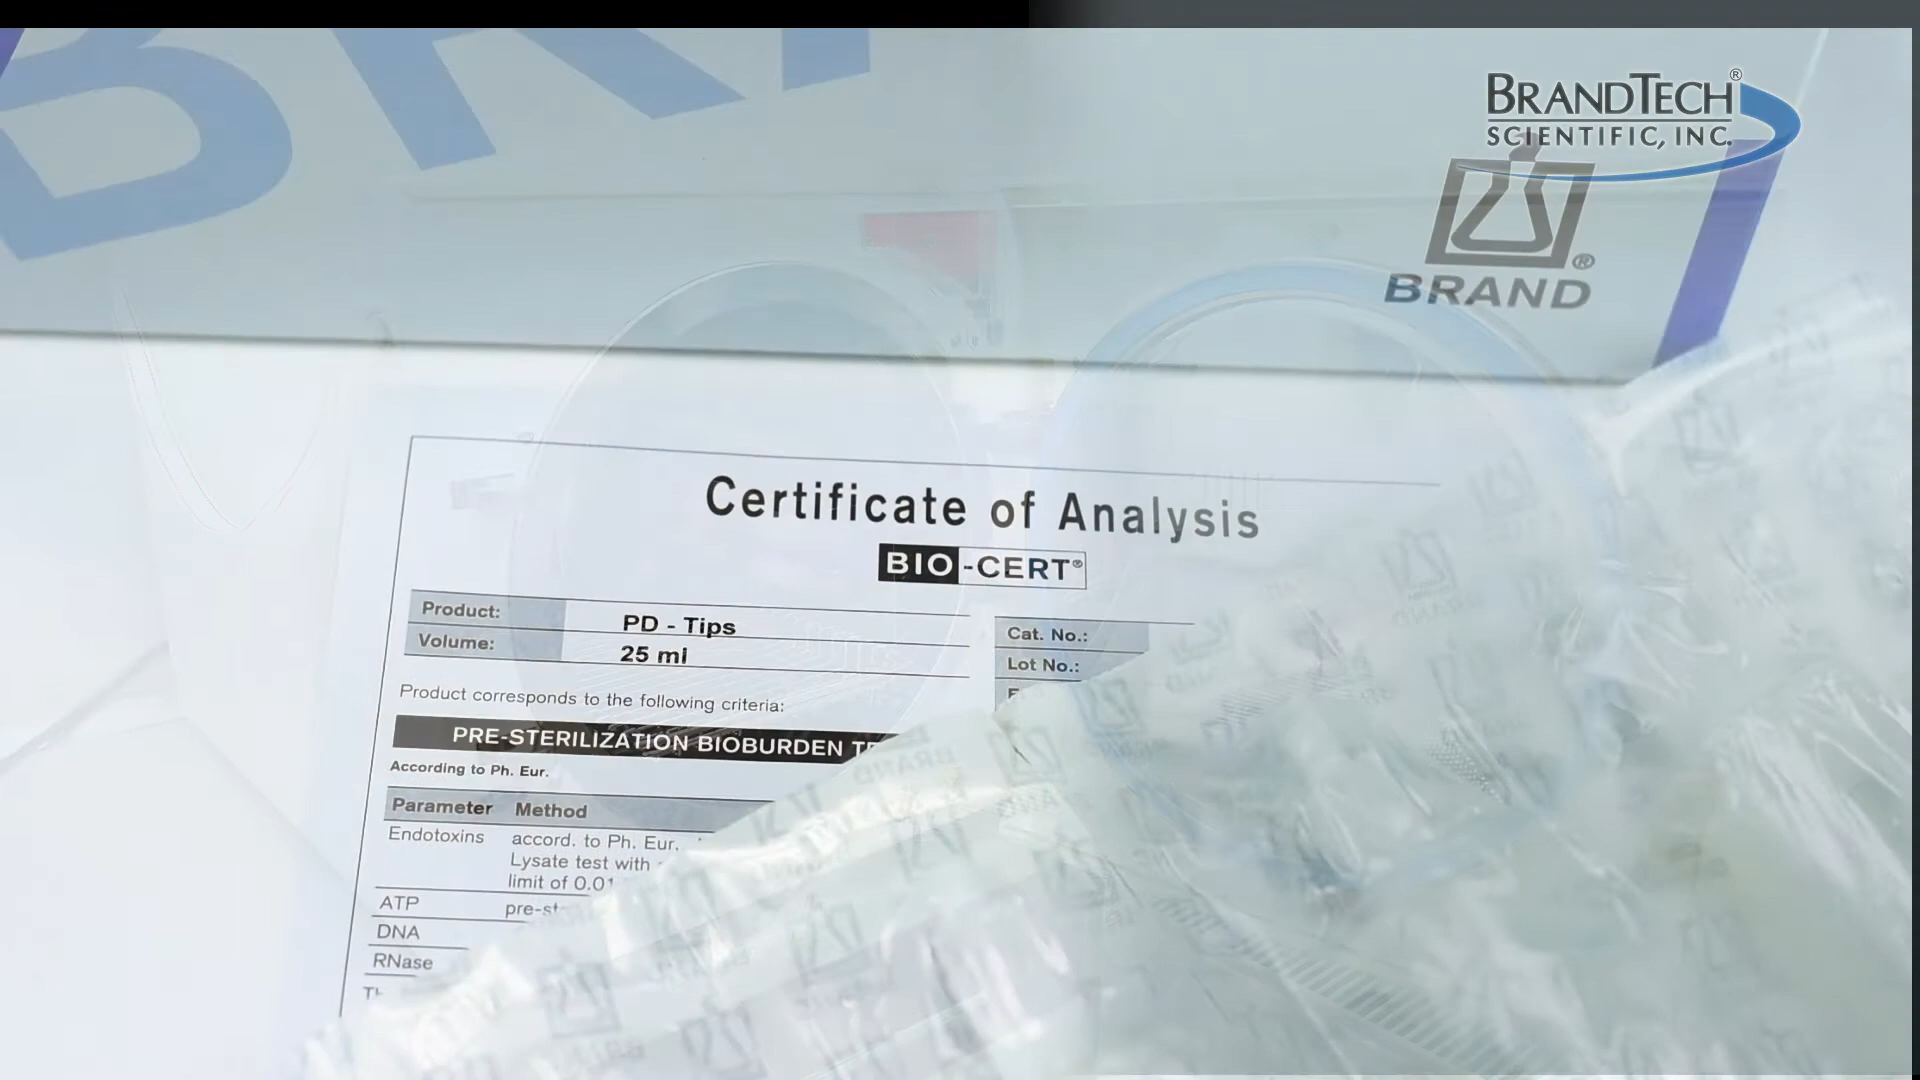 BRANDTECH®
SCIENTIFIC, INC.
BRAND
Certificate of Analysis
BIO-CERT®
Product: PD - Tips
Volume: 25 ml
Cat. No.:
Lot No.:
Product corresponds to the following criteria:
PRE-STERILIZATION BIOBURDEN
According to Ph. Eur.
Parameter Method
Endotoxins accord. to Ph. Eur.
Lysate test with
limit of 0.01
ATP
DNA
RNase